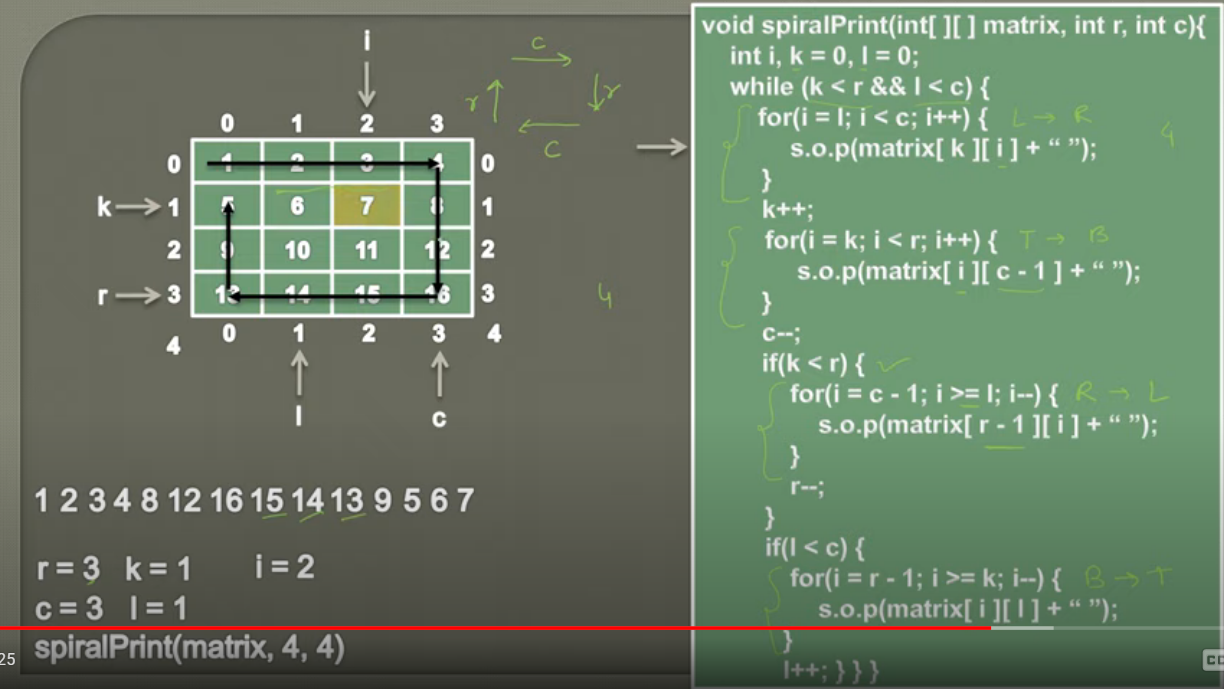 i
c
r
r
c
0 1 2 3
0 1 2 3 4 0
k 1 5 6 7 8 1
2 9 10 11 12 2
r 3 13 14 15 16 3
4 0 1 2 3 4
l c
4
1 2 3 4 8 12 16 15 14 13 9 5 6 7
r = 3 k = 1 i = 2
c = 3 l = 1
spiralPrint(matrix, 4, 4)
25
void spiralPrint(int[ ][ ] matrix, int r, int c){
int i, k = 0, l = 0;
while (k < r && l < c) {
for(i = l; i < c; i++) { L → R
s.o.p(matrix[ k ][ i ] + “ ”);
4
}
k++;
for(i = k; i < r; i++) { T → B
s.o.p(matrix[ i ][ c - 1 ] + “ ”);
}
c--;
if(k < r) {
for(i = c - 1; i >= l; i--) { R → L
s.o.p(matrix[ r - 1 ][ i ] + “ ”);
}
r--;
}
if(l < c) {
for(i = r - 1; i >= k; i--) { B → T
s.o.p(matrix[ i ][ l ] + “ ”);
}
l++; } } }